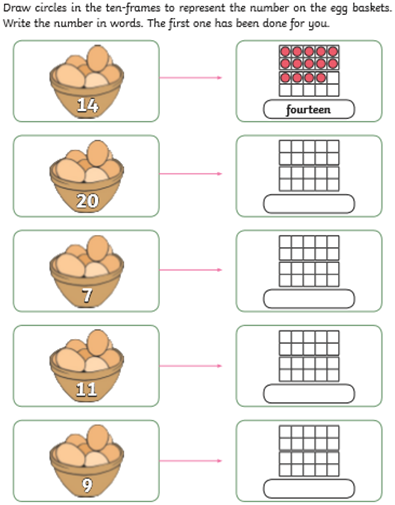 Draw circles in the ten-frames to represent the number on the egg baskets.
Write the number in words. The first one has been done for you.
14
fourteen
20
7
11
9